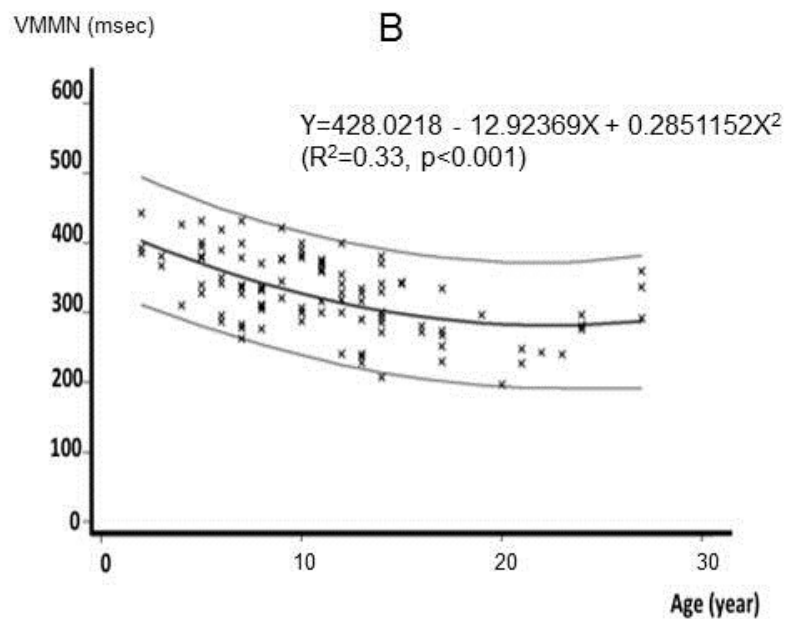 VMMN (msec)
B
600
Y=428.0218 - 12.92369X + 0.2851152X²
(R²=0.33, p<0.001)
500
400
300
200
100
0
0 10 20 30
Age (year)